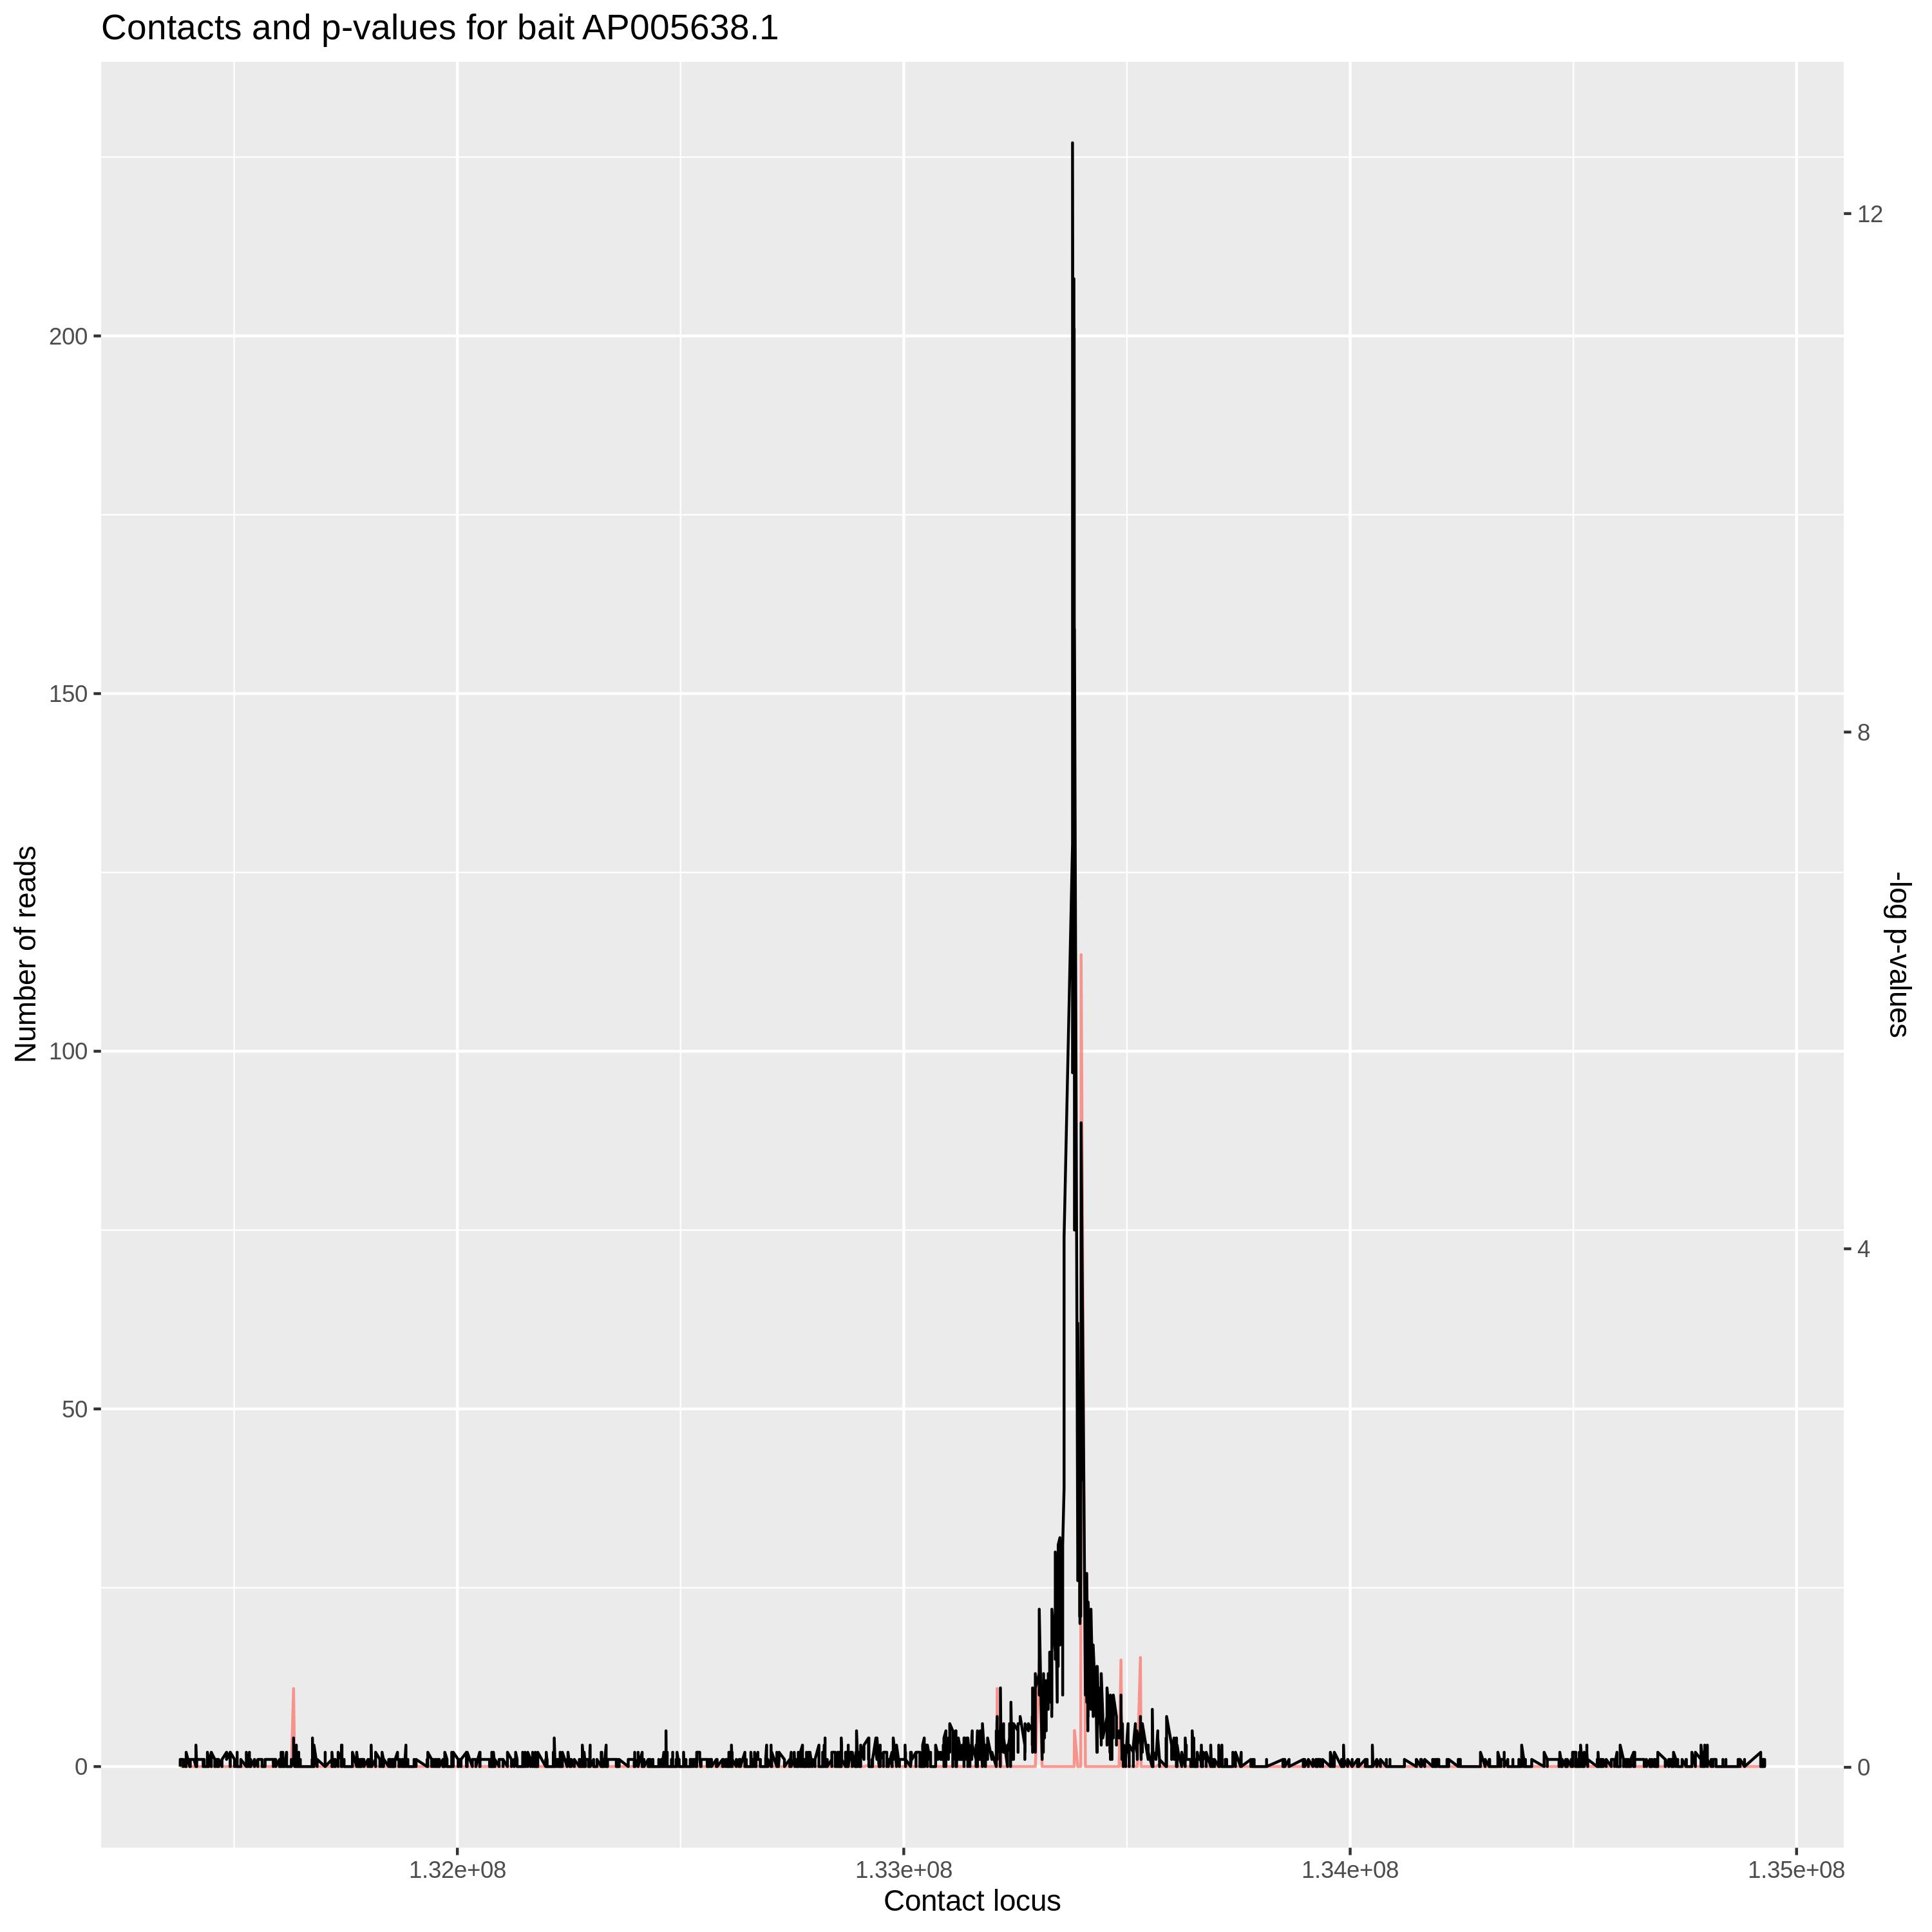 Contacts and p-values for bait AP005638.1
Number of reads
200
150
100
50
0
12
8
4
0
-log p-values
1.32e+08
1.33e+08
1.34e+08
1.35e+08
Contact locus